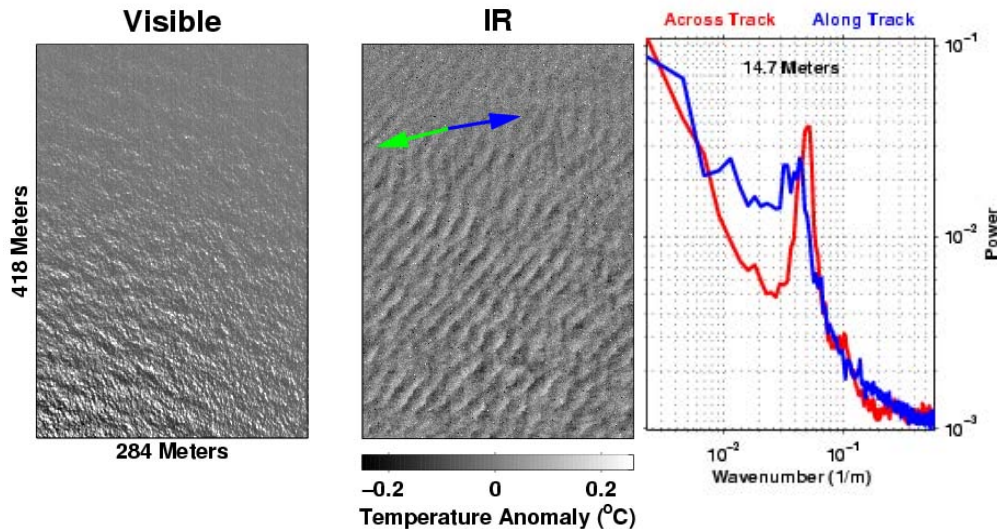 Visible
IR
Across Track
Along Track
418 Meters
284 Meters
−0.2
0
0.2
Temperature Anomaly (°C)
14.7 Meters
10⁻¹
10⁻²
10⁻³
Power
10⁻²
10⁻¹
Wavenumber (1/m)